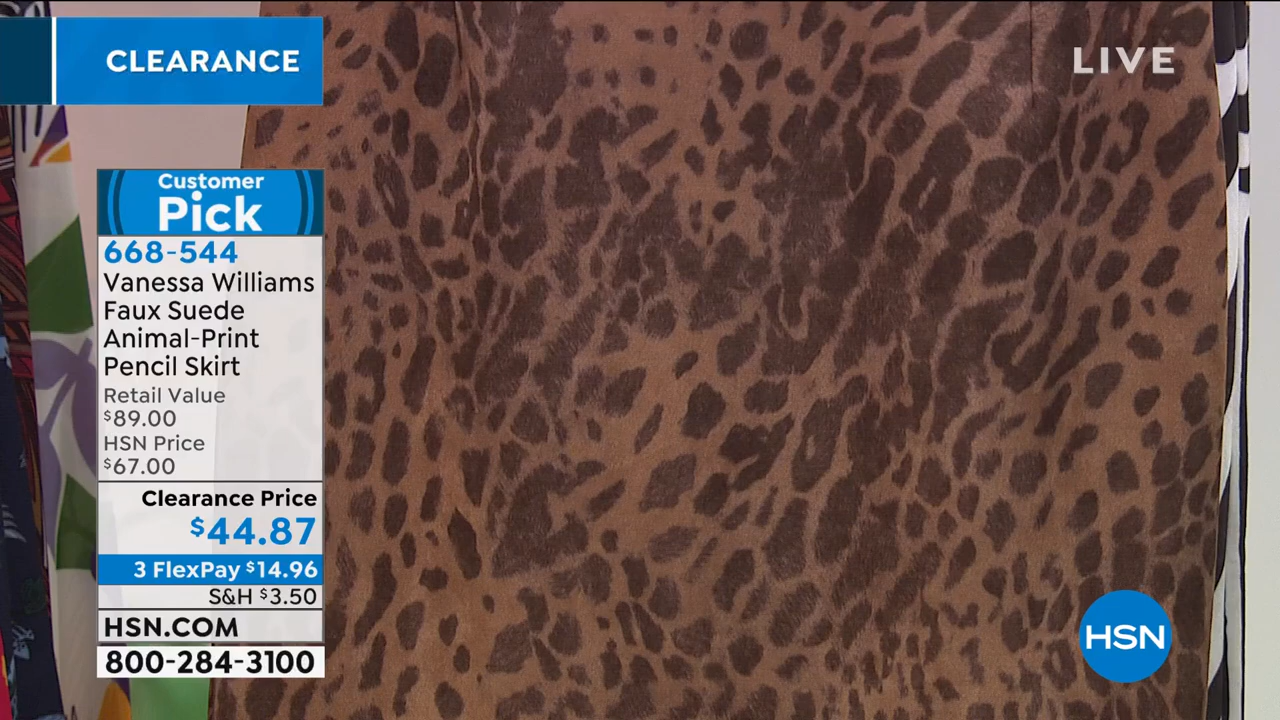 CLEARANCE
LIVE
Customer
Pick
668-544
Vanessa Williams
Faux Suede
Animal-Print
Pencil Skirt
Retail Value
$89.00
HSN Price
$67.00
Clearance Price
$44.87
3 FlexPay $14.96
S&H $3.50
HSN.COM
800-284-3100
HSN